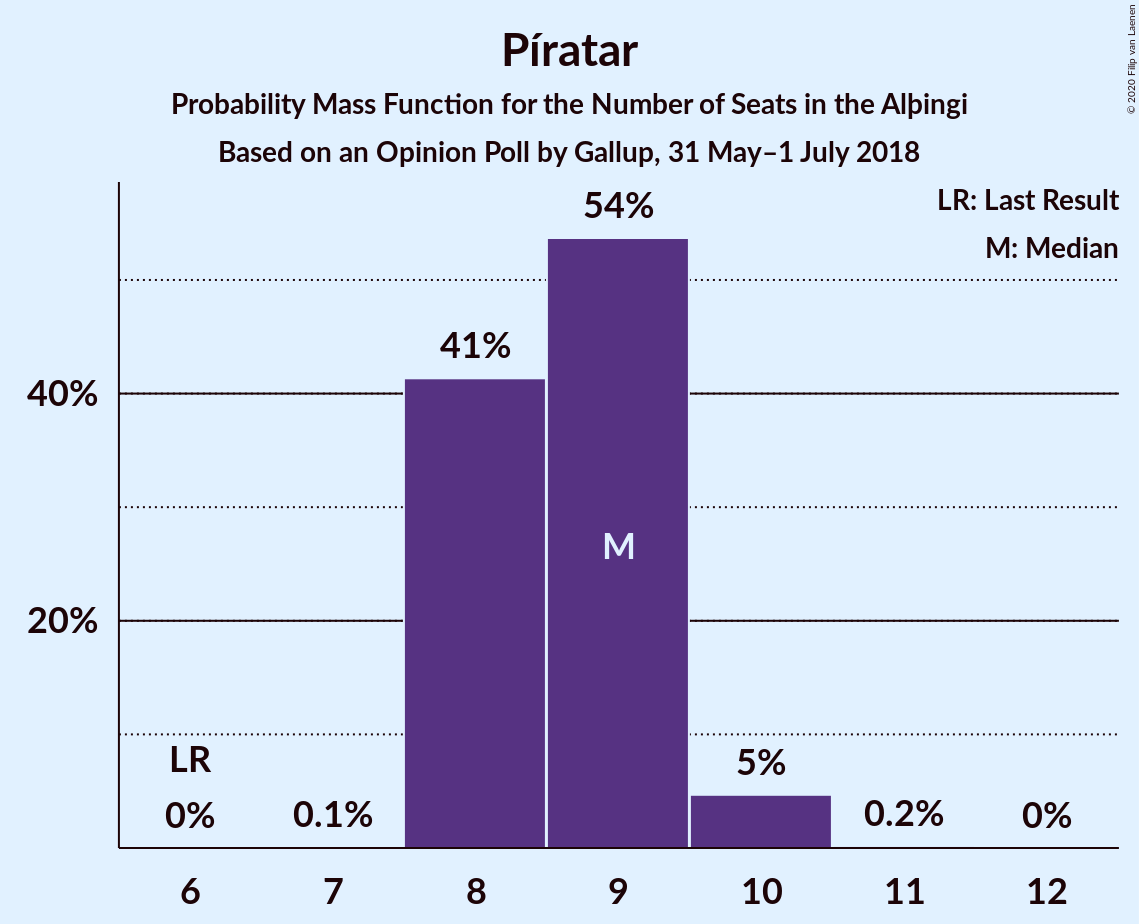 Píratar
Probability Mass Function for the Number of Seats in the Alþingi
Based on an Opinion Poll by Gallup, 31 May–1 July 2018
© 2020 Filip van Laenen
LR: Last Result
M: Median
54%
41%
40%
M
20%
LR
5%
0%
0.1%
0.2%
0%
6
7
8
9
10
11
12